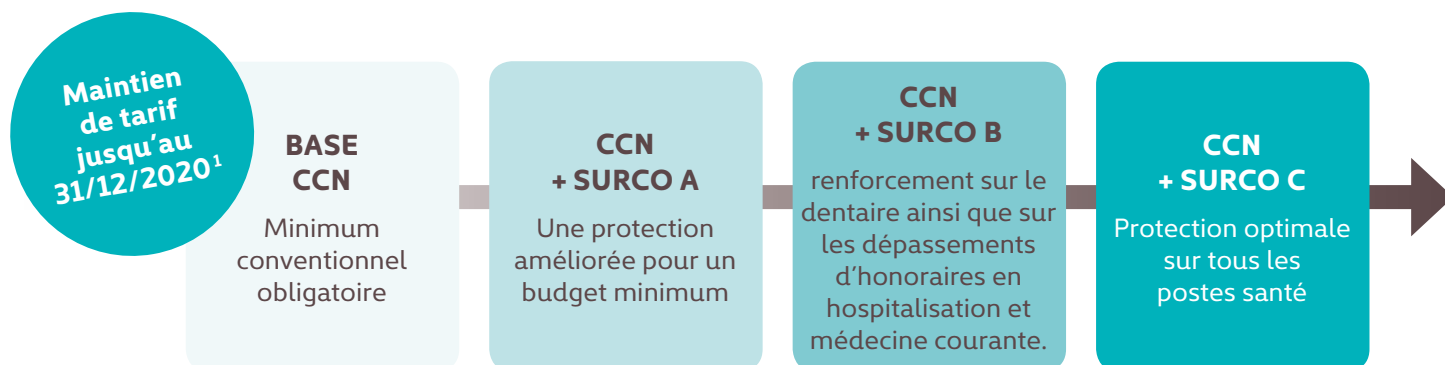 Maintien
de tarif
jusqu'au
31/12/2020¹
BASE
CCN
Minimum
conventionnel
obligatoire
CCN
+ SURCO A
Une protection
améliorée pour un
budget minimum
CCN
+ SURCO B
renforcement sur le
dentaire ainsi que sur
les dépassements
d'honoraires en
hospitalisation et
médecine courante.
CCN
+ SURCO C
Protection optimale
sur tous les
postes santé